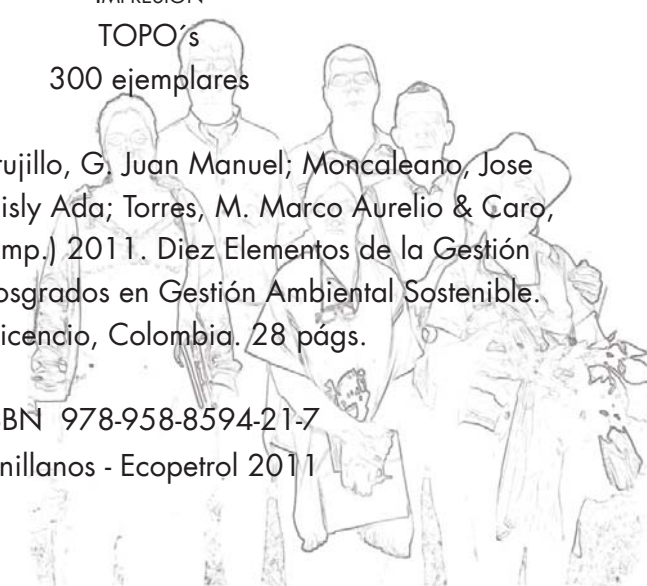 IMPRESIÓN
TOPO´s
300 ejemplares
rujillo, G. Juan Manuel; Moncaleano, Jose
isly Ada; Torres, M. Marco Aurelio & Caro,
mp.) 2011. Diez Elementos de la Gestión
osgrados en Gestión Ambiental Sostenible.
icencio, Colombia. 28 págs.
BN 978-958-8594-21-7
nillanos - Ecopetrol 2011